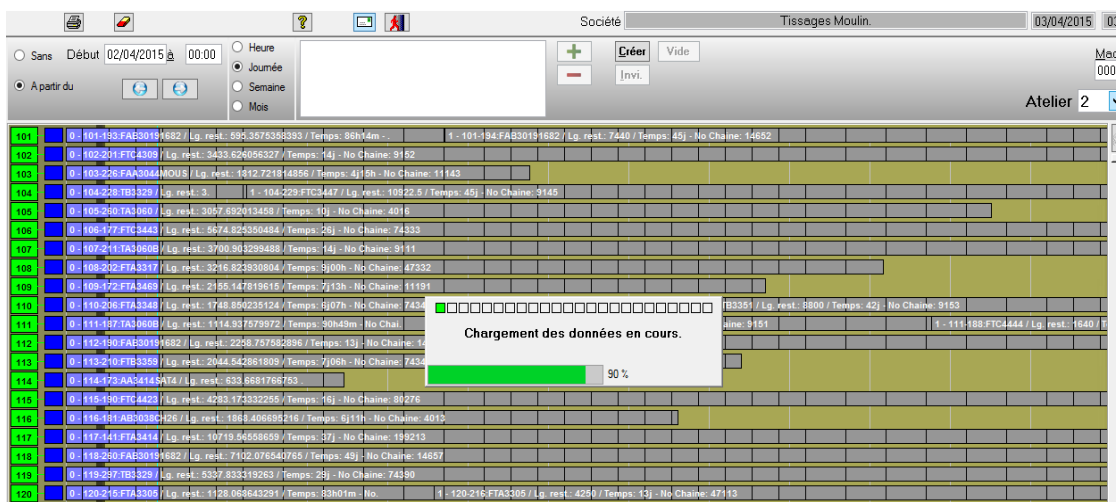 Société Tissages Moulin. 03/04/2015 03
Sans Début 02/04/2015 à 00:00 Heure Créer Vide Mac
Journée Invi. 000
A partir du Semaine
Mois Atelier 2
101 0 - 101-193:FAB30191682 / Lg. rest.: 595.3575358393 / Temps: 86h14m - . 1 - 101-194:FAB30191682 / Lg. rest.: 7440 / Temps: 45j - No Chaine: 14652
102 0 - 102-201:FTC4309 / Lg. rest.: 3433.626056327 / Temps: 14j - No Chaine: 9152
103 0 - 103-226:FAA3044MOUS / Lg. rest.: 1812.721814856 / Temps: 4j15h - No Chaine: 11143
104 0 - 104-228:TB3329 / Lg. rest.: 3. 1 - 104-229:FTC3447 / Lg. rest.: 10922.5 / Temps: 45j - No Chaine: 9145
105 0 - 105-260:TA3060 / Lg. rest.: 3057.692013458 / Temps: 10j - No Chaine: 4016
106 0 - 106-177:FTC3443 / Lg. rest.: 5674.825350484 / Temps: 26j - No Chaine: 74333
107 0 - 107-211:TA3060B / Lg. rest.: 3700.903299488 / Temps: 14j - No Chaine: 9111
108 0 - 108-202:FTA3317 / Lg. rest.: 3216.823930804 / Temps: 9j00h - No Chaine: 47332
109 0 - 109-172:FTA3469 / Lg. rest.: 2155.147819615 / Temps: 7j13h - No Chaine: 11191
110 0 - 110-206:FTA3348 / Lg. rest.: 1748.850235124 / Temps: 6j07h - No Chaine: 7434 TB3351 / Lg. rest.: 8800 / Temps: 42j - No Chaine: 9153
111 0 - 111-187:TA3060B / Lg. rest.: 1114.937579972 / Temps: 90h49m - No Chai. aine: 9151 1 - 111-188:FTC4444 / Lg. rest.: 1640 / T
112 0 - 112-190:FAB30191682 / Lg. rest.: 2258.757582896 / Temps: 13j - No Chaine: 14
113 0 - 113-210:FTB3359 / Lg. rest.: 2044.542861809 / Temps: 7j06h - No Chaine: 7434
114 0 - 114-173:AA3414SAT4 / Lg. rest.: 633.6681766753 .
115 0 - 115-190:FTC4423 / Lg. rest.: 4283.173332255 / Temps: 16j - No Chaine: 80276
116 0 - 116-181:AB3038CH26 / Lg. rest.: 1868.406695216 / Temps: 6j11h - No Chaine: 4013
117 0 - 117-141:FTA3414 / Lg. rest.: 10719.56558659 / Temps: 37j - No Chaine: 199213
118 0 - 118-260:FAB30191682 / Lg. rest.: 7102.076540765 / Temps: 49j - No Chaine: 14657
119 0 - 119-297:TB3329 / Lg. rest.: 5337.833319263 / Temps: 29j - No Chaine: 74390
120 0 - 120-215:FTA3305 / Lg. rest.: 1128.068643291 / Temps: 83h01m - No. 1 - 120-216:FTA3305 / Lg. rest.: 4250 / Temps: 13j - No Chaine: 47113
Chargement des données en cours.
90 %